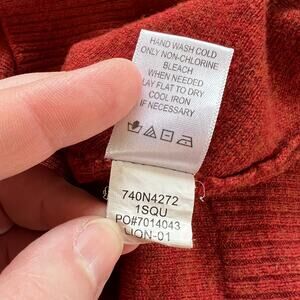 HAND WASH COLD
ONLY NON-CHLORINE
BLEACH
WHEN NEEDED
LAY FLAT TO DRY
COOL IRON
IF NECESSARY
740N4272
1SQU
PO#7014043
LION-01